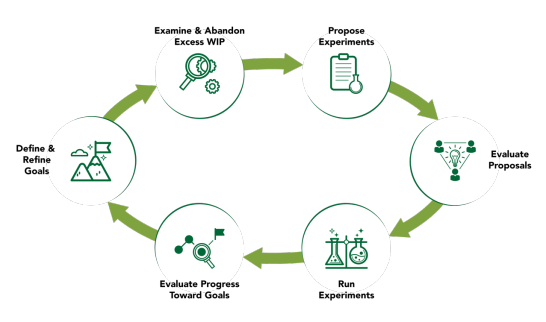 Examine & Abandon
Excess WIP
Propose
Experiments
Evaluate
Proposals
Run
Experiments
Evaluate Progress
Toward Goals
Define &
Refine
Goals